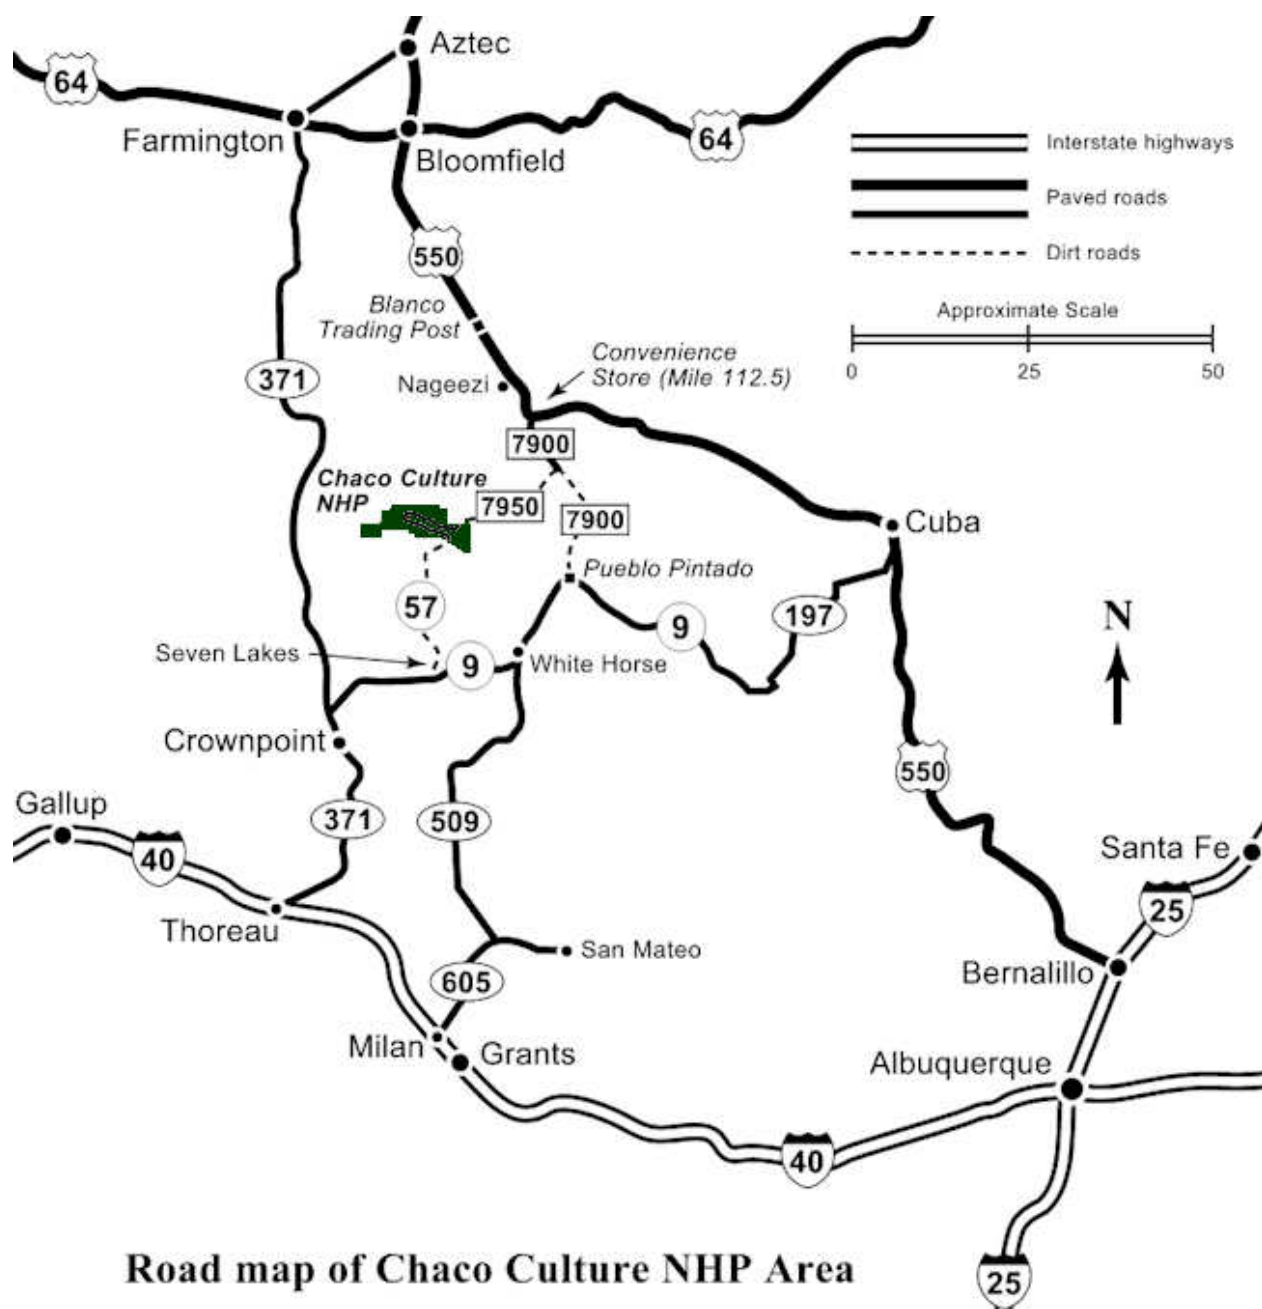 Aztec
64
Farmington
Bloomfield
64
Interstate highways
Paved roads
Dirt roads
550
Blanco
Trading Post
Approximate Scale
0 25 50
Convenience
Store (Mile 112.5)
371
Nageezi
7900
Chaco Culture
NHP
7950
7900
Cuba
Pueblo Pintado
57
9
197
N
Seven Lakes
9
White Horse
Crownpoint
550
Gallup
371
509
40
Santa Fe
25
Thoreau
San Mateo
Bernalillo
605
Milan
Grants
Albuquerque
40
Road map of Chaco Culture NHP Area
25